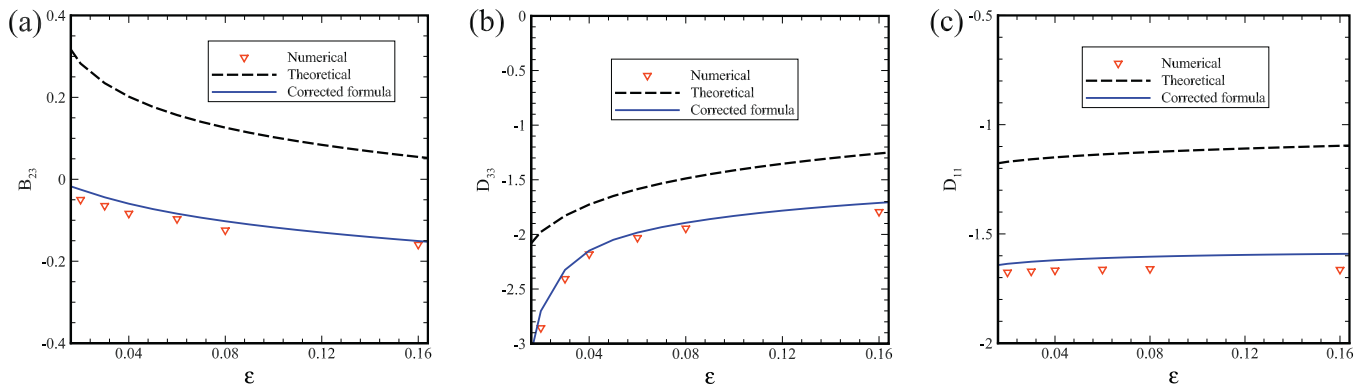 (a)
0.4
0.2
0
-0.2
0.4
B23
0.04
0.08
0.12
0.16
ε
Numerical
Theoretical
Corrected formula
(b)
0
-0.5
-1
-1.5
-2
-2.5
-3
D33
0.04
0.08
0.12
0.16
ε
Numerical
Theoretical
Corrected formula
(c)
-0.5
-1
-1.5
-2
D11
0.04
0.08
0.12
0.16
ε
Numerical
Theoretical
Corrected formula